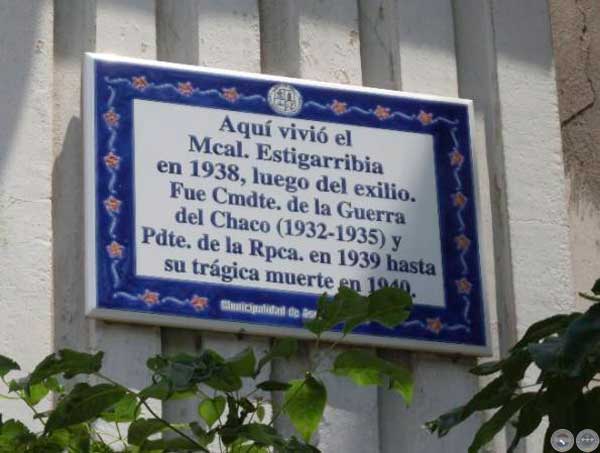 Aquí vivió el
Mcal. Estigarribia
en 1938, luego del exilio.
Fue Cmdte. de la Guerra
del Chaco (1932-1935) y
Pdte. de la Rpca. en 1939 hasta
su trágica muerte en 1940.
Municipalidad de